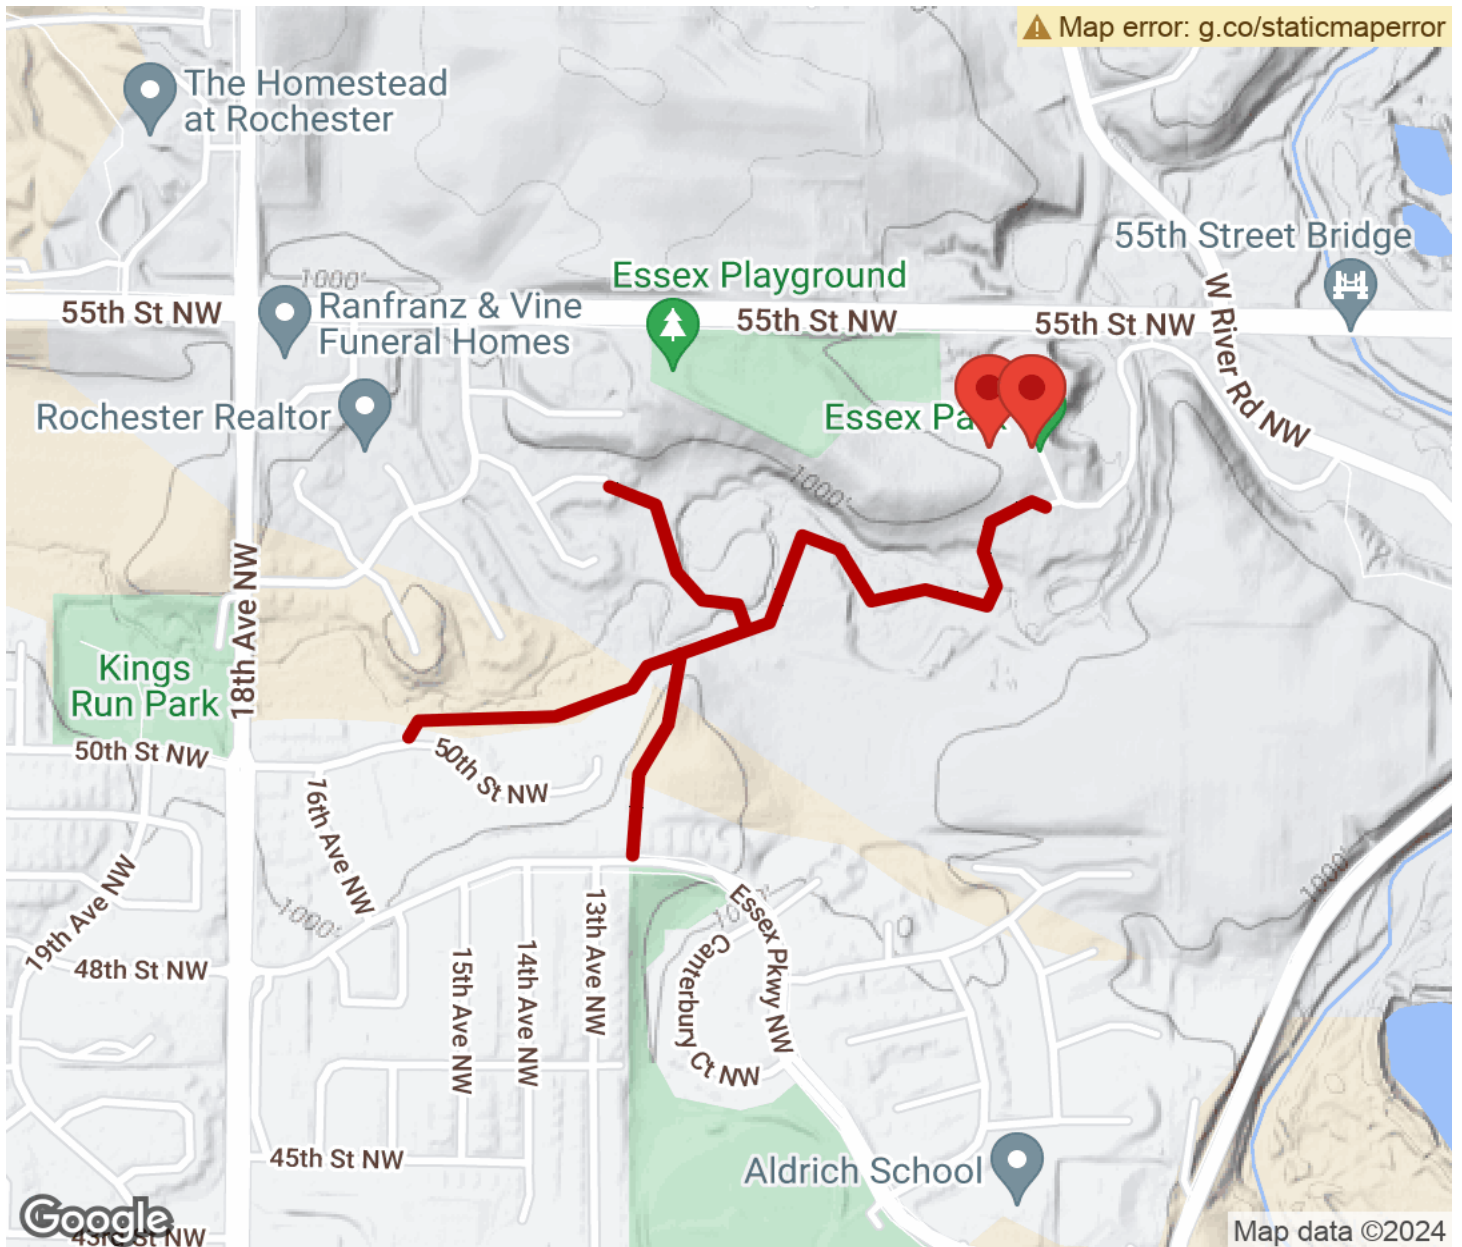 Map error: g.co/staticmaperror
The Homestead
at Rochester
55th Street Bridge
Essex Playground
1000'
55th St NW
Ranfranz & Vine
Funeral Homes
55th St NW
55th St NW
W River Rd NW
Rochester Realtor
Essex Pa
1000'
18th Ave NW
Kings
Run Park
50th St NW
50th St NW
16th Ave NW
19th Ave NW
1000'
1000'
48th St NW
15th Ave NW
14th Ave NW
13th Ave NW
Essex Pkwy NW
Canterbury Ct NW
45th St NW
Aldrich School
Google
43rd St NW
Map data ©2024